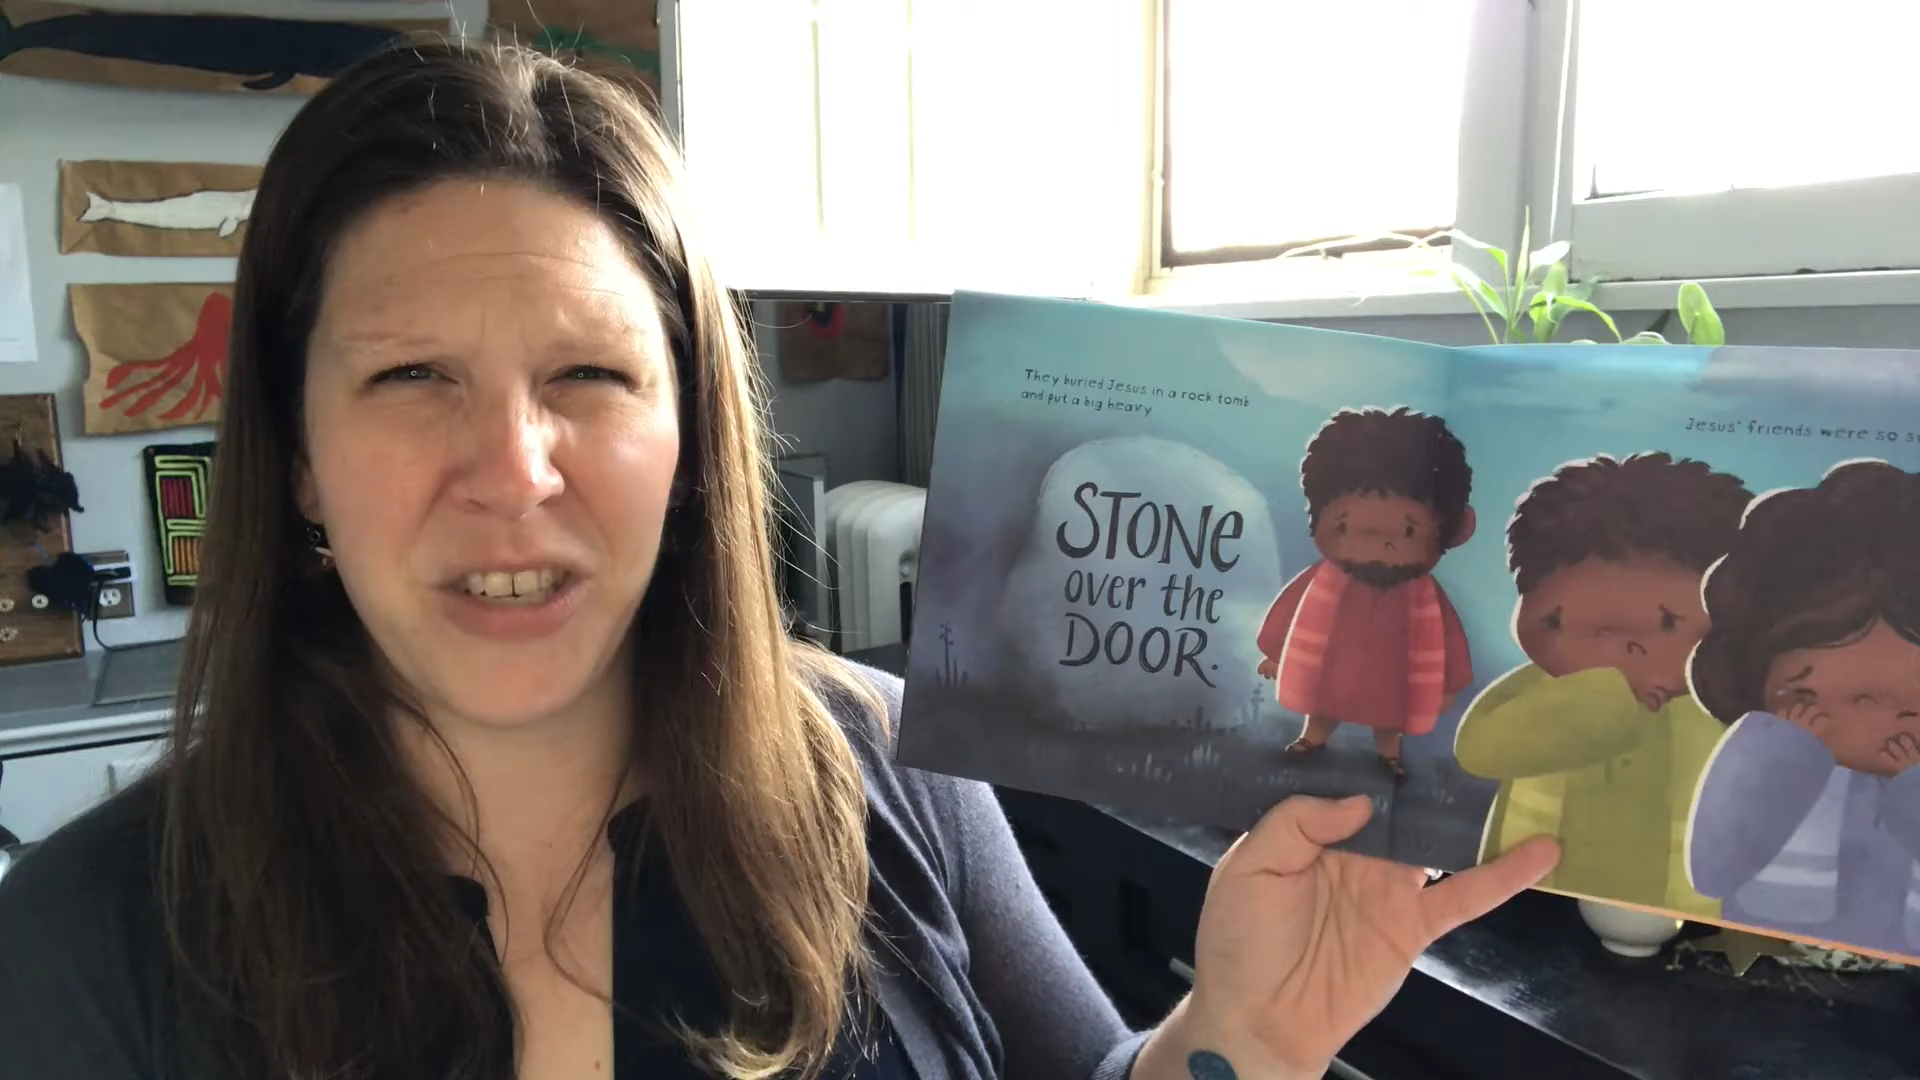 They buried Jesus in a rock tomb
and put a big heavy
STONE
over the
DOOR.
Jesus' friends were so